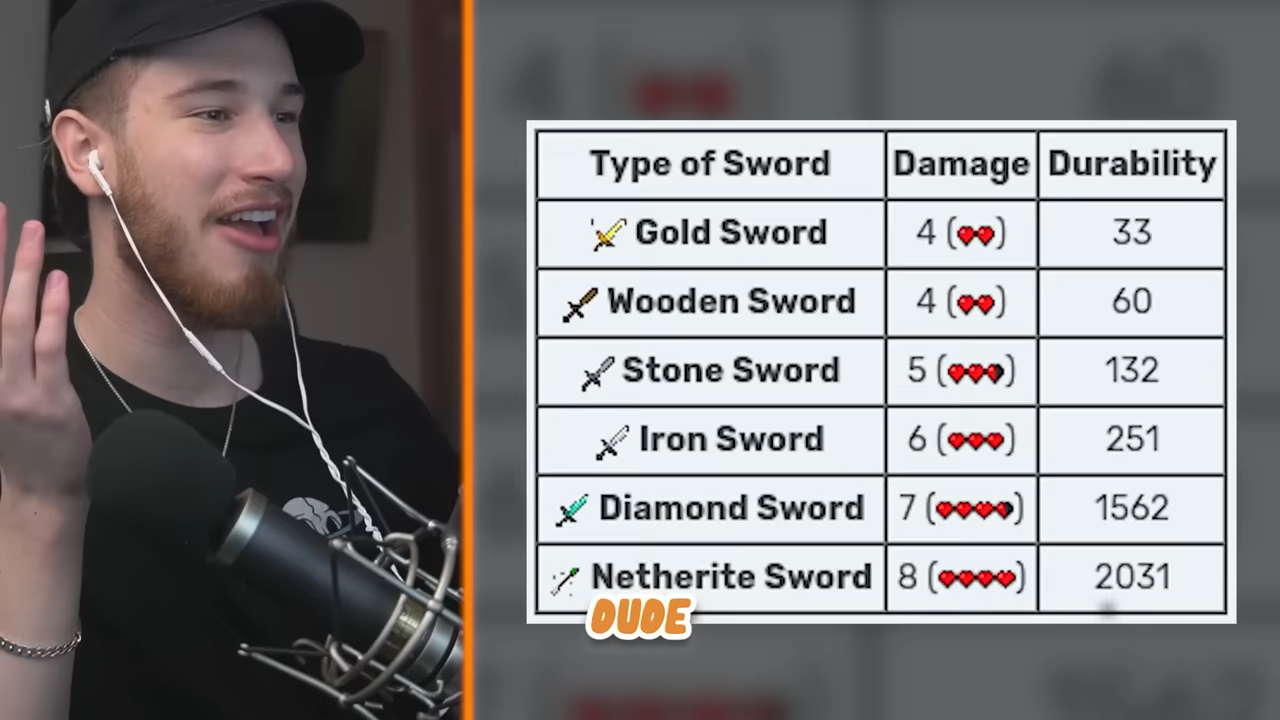 Type of Sword Damage Durability
Gold Sword 4 () 33
Wooden Sword 4 () 60
Stone Sword 5 () 132
Iron Sword 6 () 251
Diamond Sword 7 () 1562
Netherite Sword 8 () 2031
DUDE